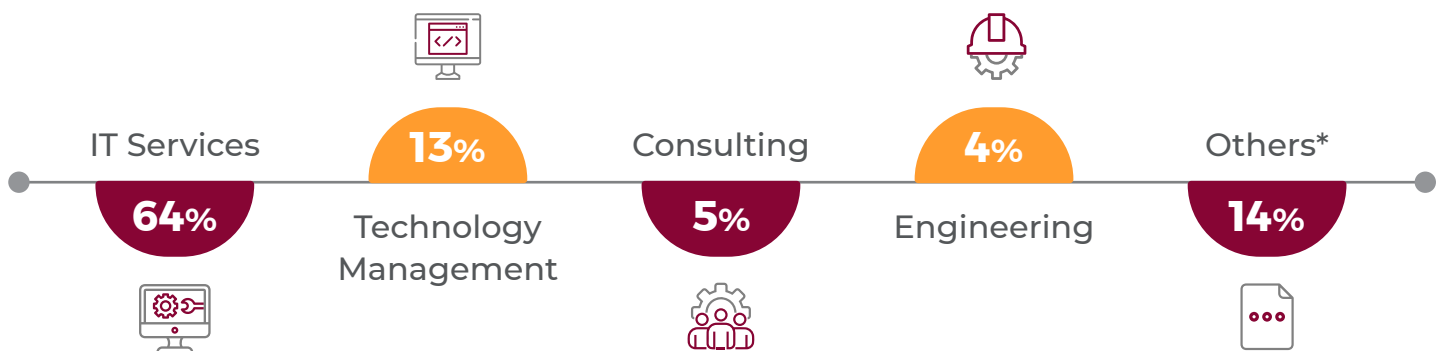 IT Services
64%
13%
Technology
Management
Consulting
5%
4%
Engineering
Others*
14%